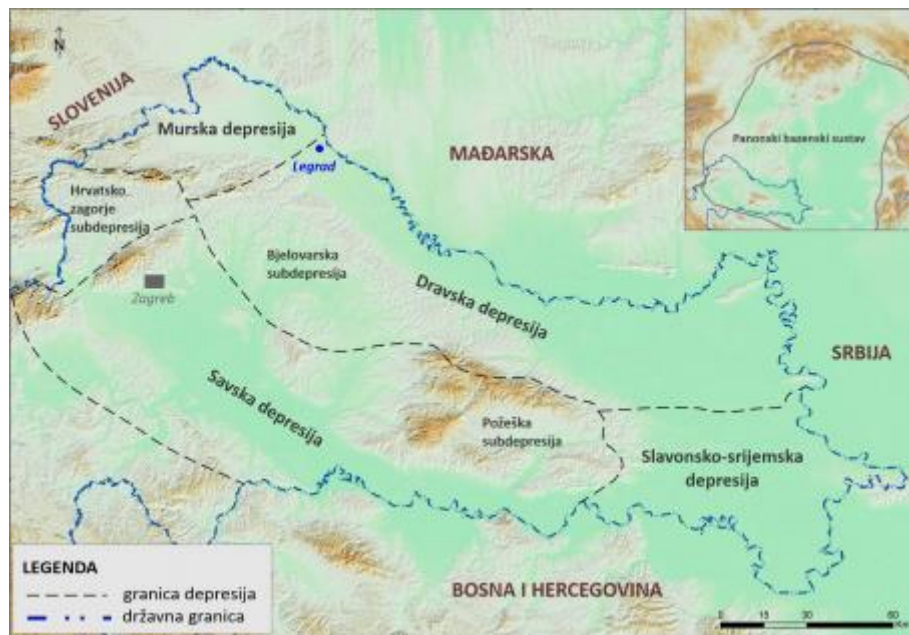 N
SLOVENIJA
Murska depresija
Legrad
MAĐARSKA
Panonski bazenski sustav
Hrvatsko
zagorje
subdepresija
Bjelovarska
subdepresija
Zagreb
Dravska depresija
SRBIJA
Savska depresija
Požeška
subdepresija
Slavonsko-srijemska
depresija
BOSNA I HERCEGOVINA
LEGENDA
granica depresija
državna granica
0 15 30 60
Km